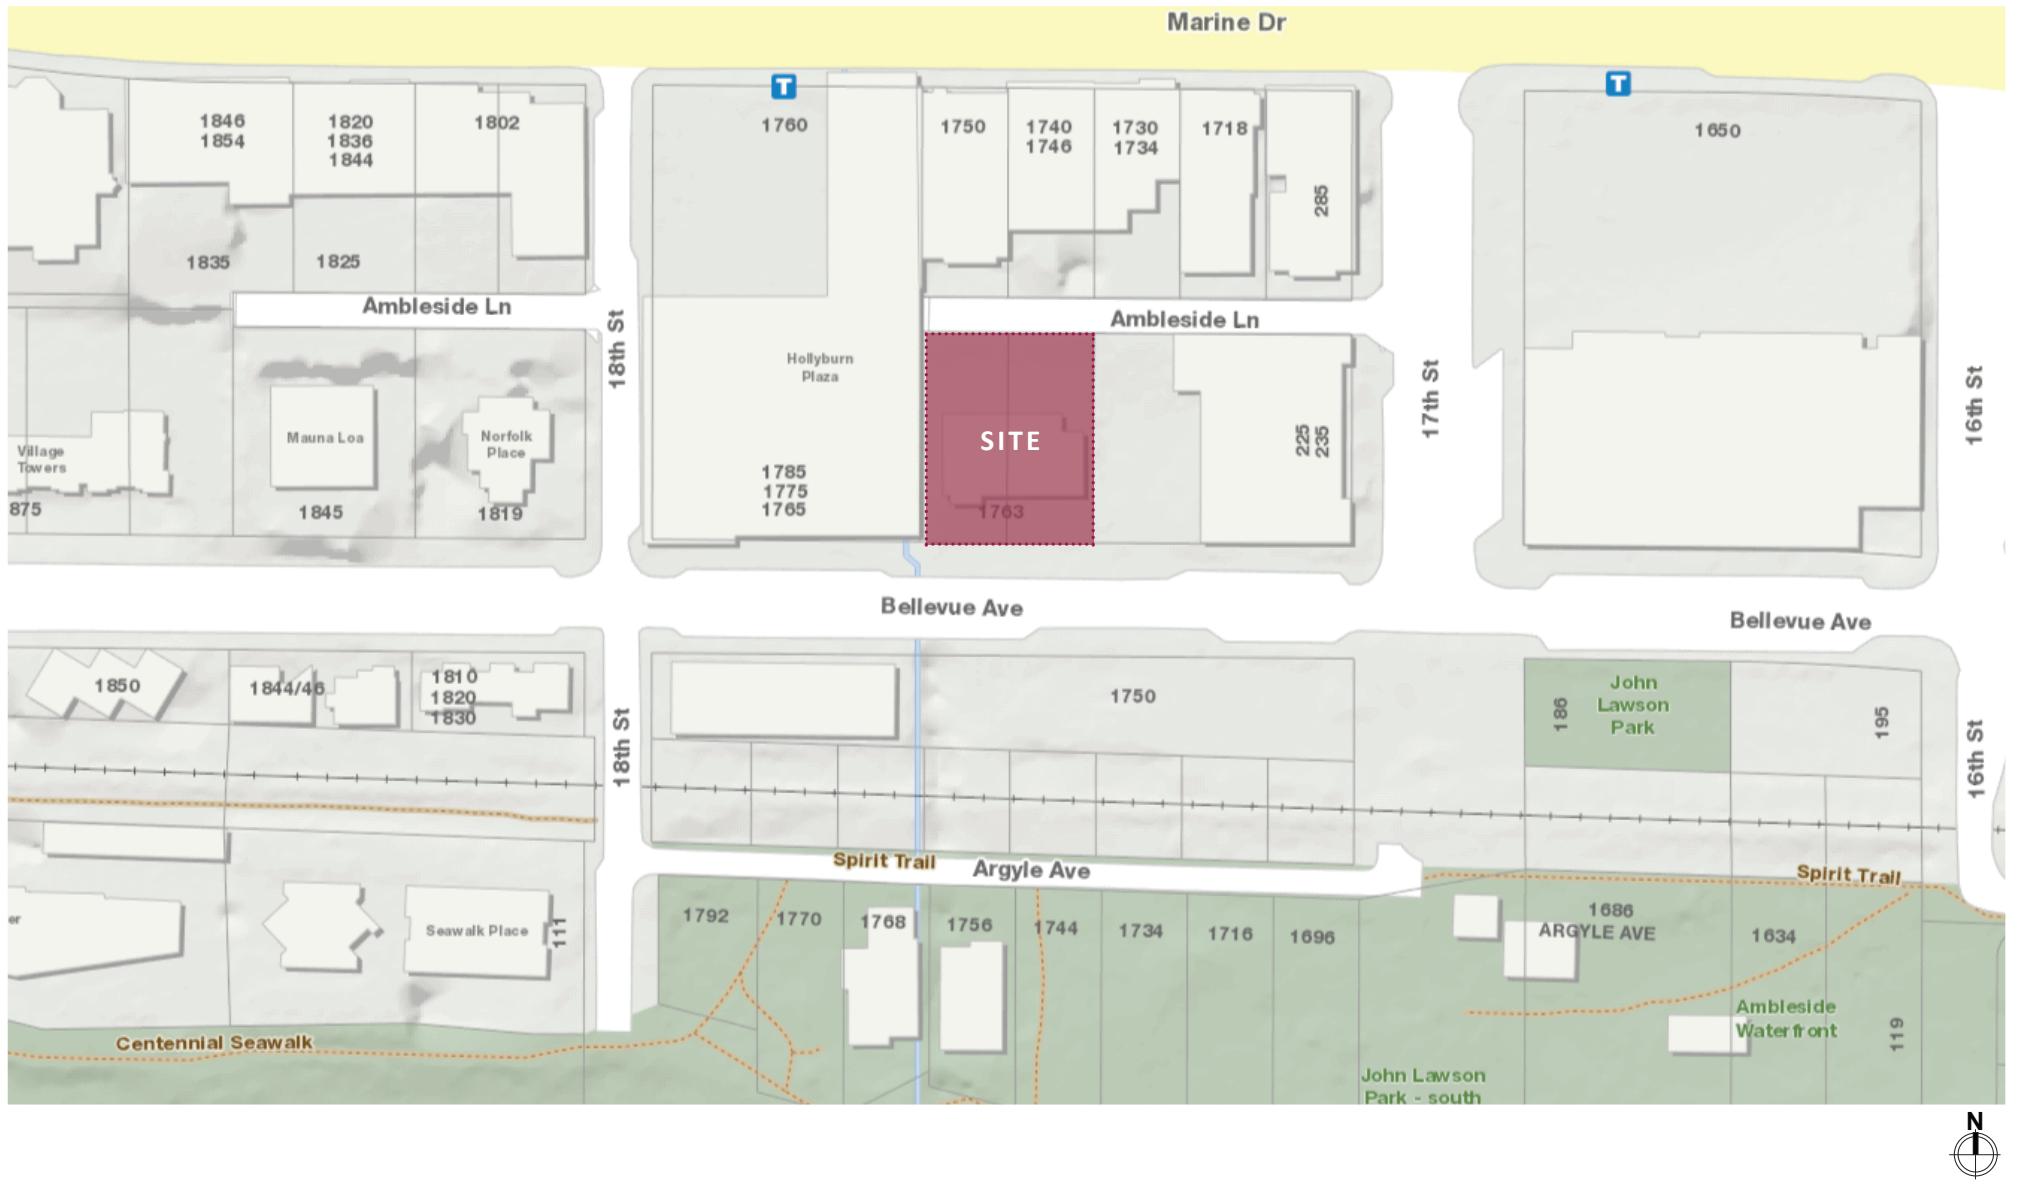 Marine Dr
T
T
1846
1854
1820
1836
1844
1802
1760
1750
1740
1746
1730
1734
1718
285
1650
1835
1825
Ambleside Ln
Ambleside Ln
18th St
17th St
16th St
Hollyburn
Plaza
Village
Towers
875
Mauna Loa
1845
Norfolk
Place
1819
1785
1775
1765
SITE
1763
225
235
Bellevue Ave
Bellevue Ave
1850
1844/46
1810
1820
1830
18th St
1750
186
John
Lawson
Park
195
16th St
Spirit Trail
Argyle Ave
Spirit Trail
er
Seawalk Place
111
1792
1770
1768
1756
1744
1734
1716
1696
1686
ARGYLE AVE
1634
Ambleside
Waterfront
119
Centennial Seawalk
John Lawson
Park - south
N